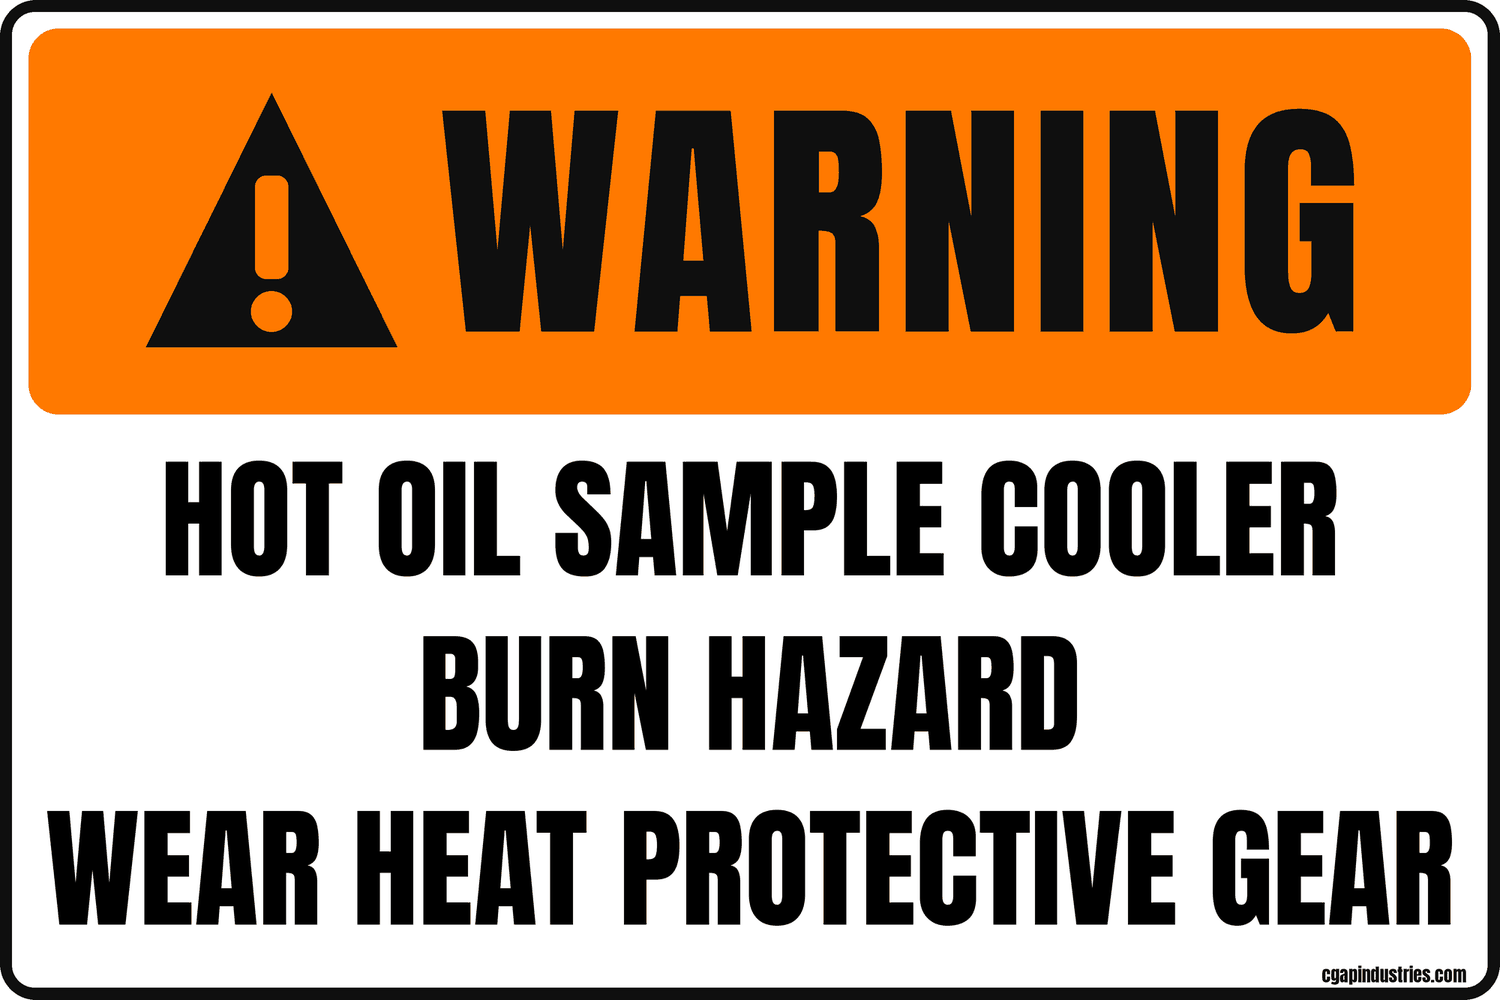 WARNING
HOT OIL SAMPLE COOLER
BURN HAZARD
WEAR HEAT PROTECTIVE GEAR
cgapindustries.com